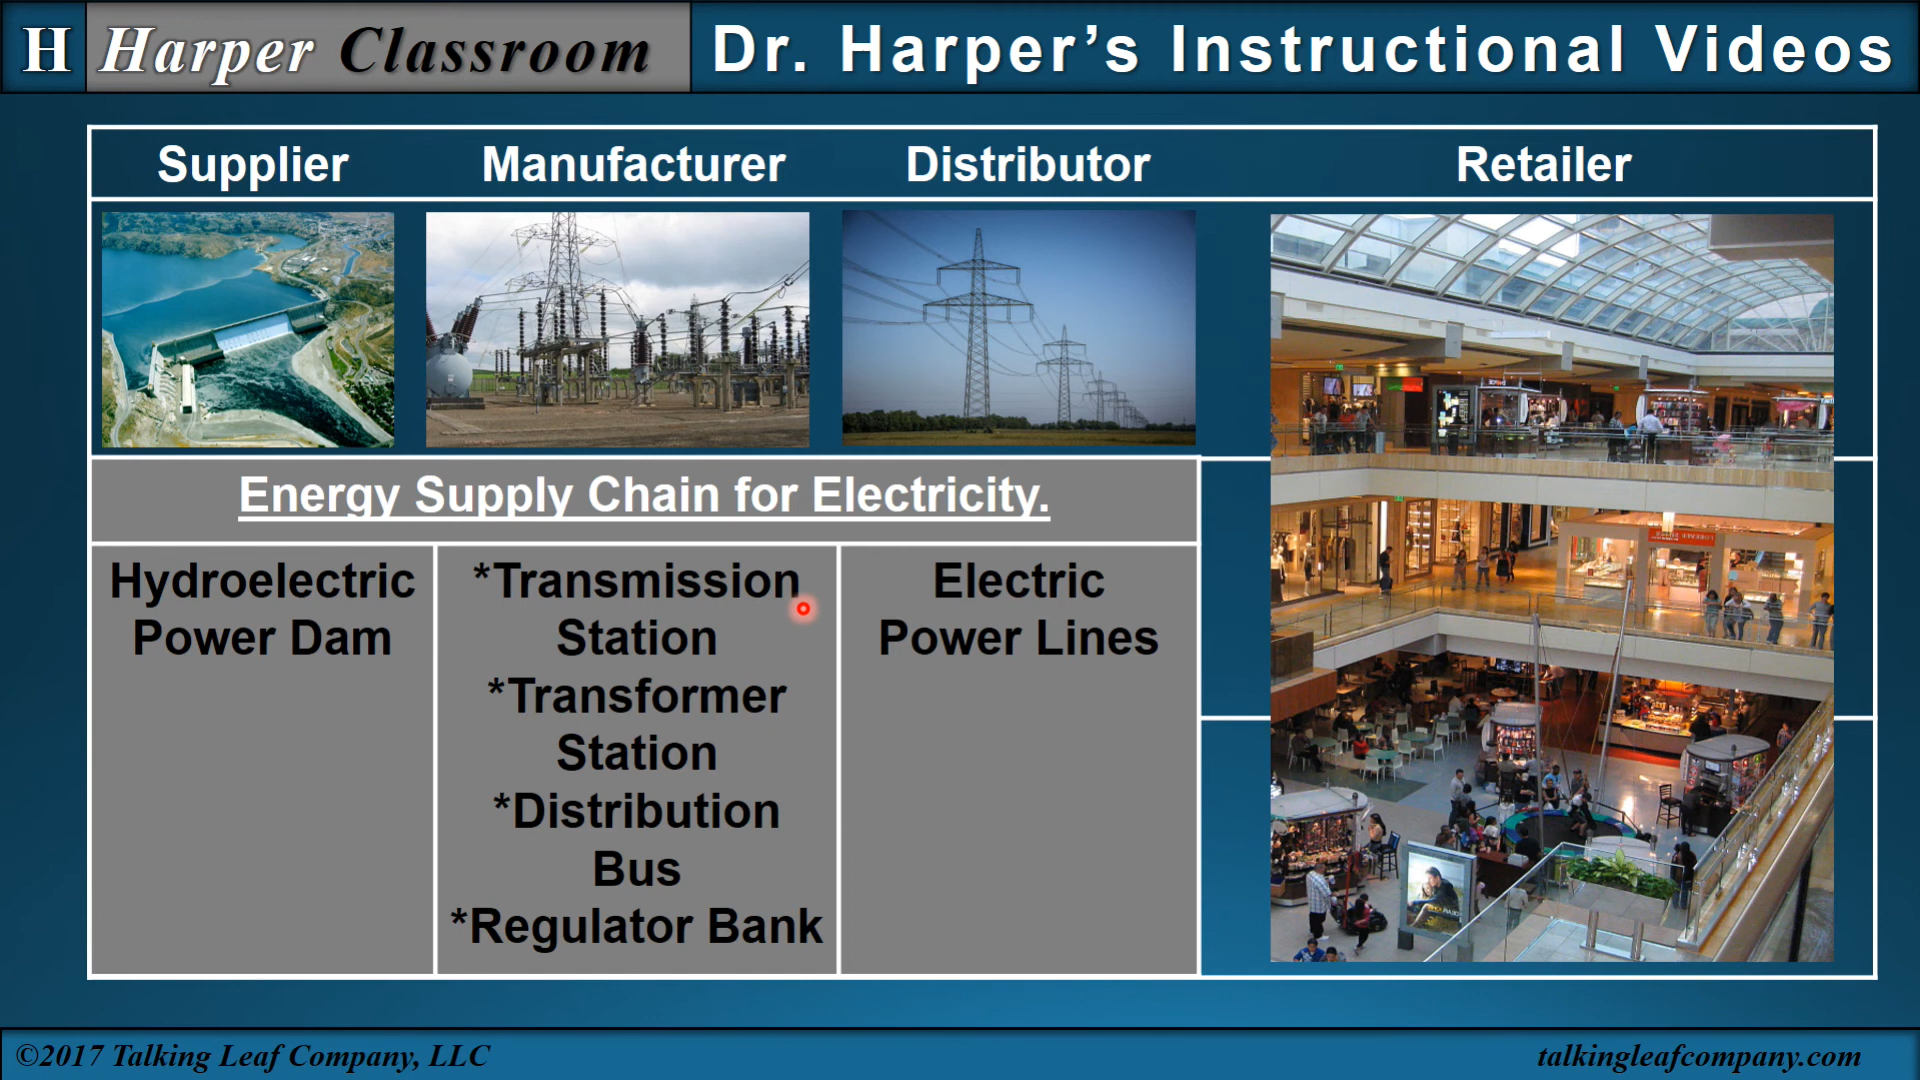 H Harper Classroom Dr. Harper’s Instructional Videos
Supplier Manufacturer Distributor Retailer
Energy Supply Chain for Electricity.
Hydroelectric
Power Dam
*Transmission
Station
*Transformer
Station
*Distribution
Bus
*Regulator Bank
Electric
Power Lines
©2017 Talking Leaf Company, LLC
talkingleafcompany.com